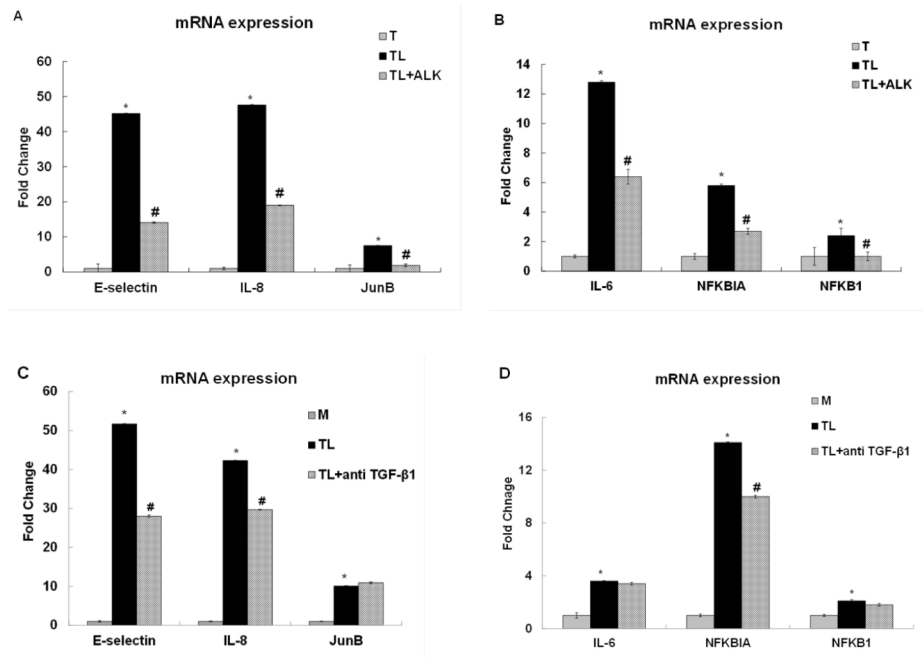 A
mRNA expression
T
TL
TL+ALK
60
50
40
30
20
10
0
Fold Change
*
#
*
#
*
#
E-selectin IL-8 JunB
B
mRNA expression
T
TL
TL+ALK
14
12
10
8
6
4
2
0
Fold Change
*
#
*
#
*
#
IL-6 NFKBIA NFKB1
C
mRNA expression
M
TL
TL+anti TGF-β1
60
50
40
30
20
10
0
Fold Change
*
#
*
#
*
E-selectin IL-8 JunB
D
mRNA expression
M
TL
TL+anti TGF-β1
16
12
8
4
0
Fold Chnage
*
*
#
*
IL-6 NFKBIA NFKB1